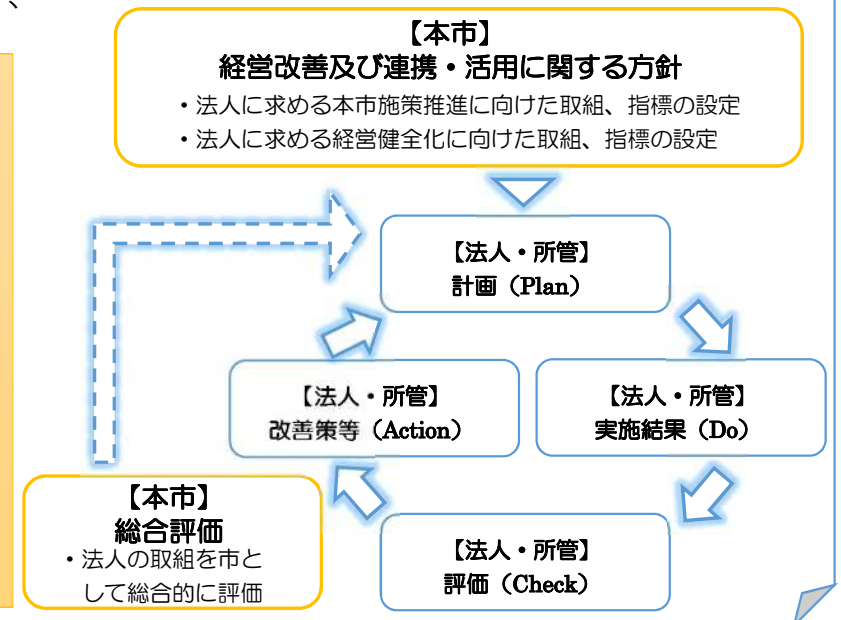 、
【本市】
経営改善及び連携・活用に関する方針
・法人に求める本市施策推進に向けた取組、指標の設定
・法人に求める経営健全化に向けた取組、指標の設定
【法人・所管】
計画（Plan）
【法人・所管】
改善策等（Action）
【法人・所管】
実施結果（Do）
【本市】
総合評価
・法人の取組を市と
して総合的に評価
【法人・所管】
評価（Check）